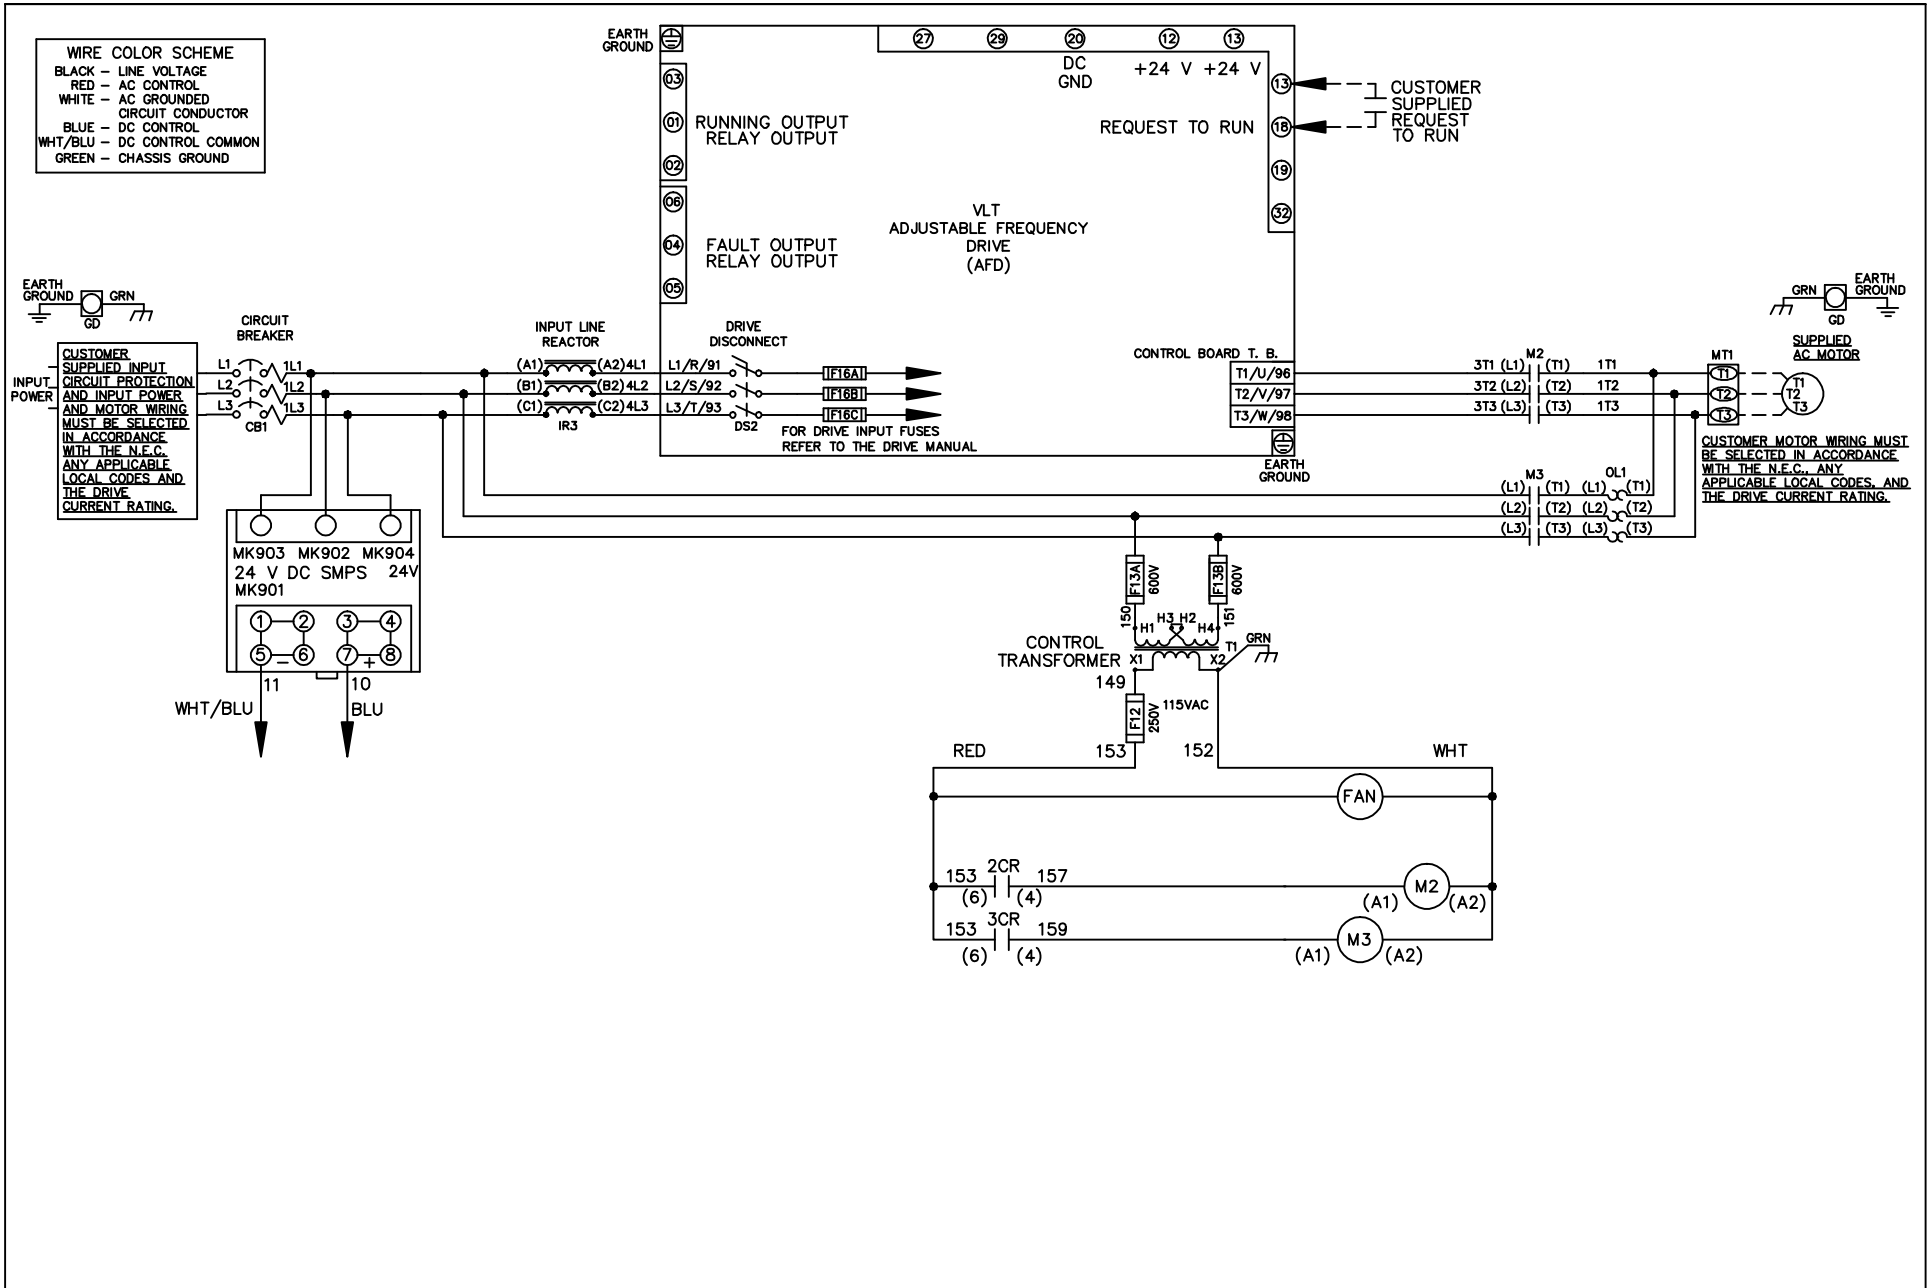 WIRE COLOR SCHEME
BLACK – LINE VOLTAGE
RED – AC CONTROL
WHITE – AC GROUNDED
CIRCUIT CONDUCTOR
BLUE – DC CONTROL
WHT/BLU – DC CONTROL COMMON
GREEN – CHASSIS GROUND
EARTH
GROUND
03
01
02
RUNNING OUTPUT
RELAY OUTPUT
06
04
05
FAULT OUTPUT
RELAY OUTPUT
27 29 20 12 13
DC
GND
+24 V +24 V
13
REQUEST TO RUN 18
19
32
CUSTOMER
SUPPLIED
REQUEST
TO RUN
VLT
ADJUSTABLE FREQUENCY
DRIVE
(AFD)
EARTH
GROUND
GRN
GD
INPUT
POWER
CUSTOMER
SUPPLIED INPUT
CIRCUIT PROTECTION
AND INPUT POWER
AND MOTOR WIRING
MUST BE SELECTED
IN ACCORDANCE
WITH THE N.E.C.
ANY APPLICABLE
LOCAL CODES AND
THE DRIVE
CURRENT RATING.
CIRCUIT
BREAKER
L1 1L1
L2 1L2
L3 1L3
CB1
INPUT LINE
REACTOR
(A1) (A2) 4L1
(B1) (B2) 4L2
(C1) (C2) 4L3
IR3
DRIVE
DISCONNECT
L1/R/91
L2/S/92
L3/T/93
DS2
F16A
F16B
F16C
FOR DRIVE INPUT FUSES
REFER TO THE DRIVE MANUAL
CONTROL BOARD T. B.
T1/U/96
T2/V/97
T3/W/98
EARTH
GROUND
M2
3T1 (L1) (T1) 1T1
3T2 (L2) (T2) 1T2
3T3 (L3) (T3) 1T3
MT1
T1
T2
T3
GRN
GD
EARTH
GROUND
SUPPLIED
AC MOTOR
T1
T2
T3
CUSTOMER MOTOR WIRING MUST
BE SELECTED IN ACCORDANCE
WITH THE N.E.C., ANY
APPLICABLE LOCAL CODES, AND
THE DRIVE CURRENT RATING.
M3 OL1
(L1) (T1) (L1) (T1)
(L2) (T2) (L2) (T2)
(L3) (T3) (L3) (T3)
MK903 MK902 MK904
24 V DC SMPS 24V
MK901
1 2 3 4
5 – 6 7 + 8
11 10
WHT/BLU BLU
F13A
600V
F13B
600V
150
151
H1 H3 H2 H4
CONTROL
TRANSFORMER
X1 X2 T1
GRN
149
F12
250V
115VAC
RED 153 152 WHT
FAN
2CR
153 157
(6) (4)
M2
(A1) (A2)
3CR
153 159
(6) (4)
M3
(A1) (A2)